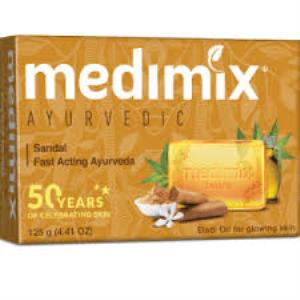 medimix
AYURVEDIC
Sandal
Fast Acting Ayurveda
50 YEARS
OF CELEBRATING SKIN
125 g (4.41 OZ)
medimix
Eladi Oil for glowing skin